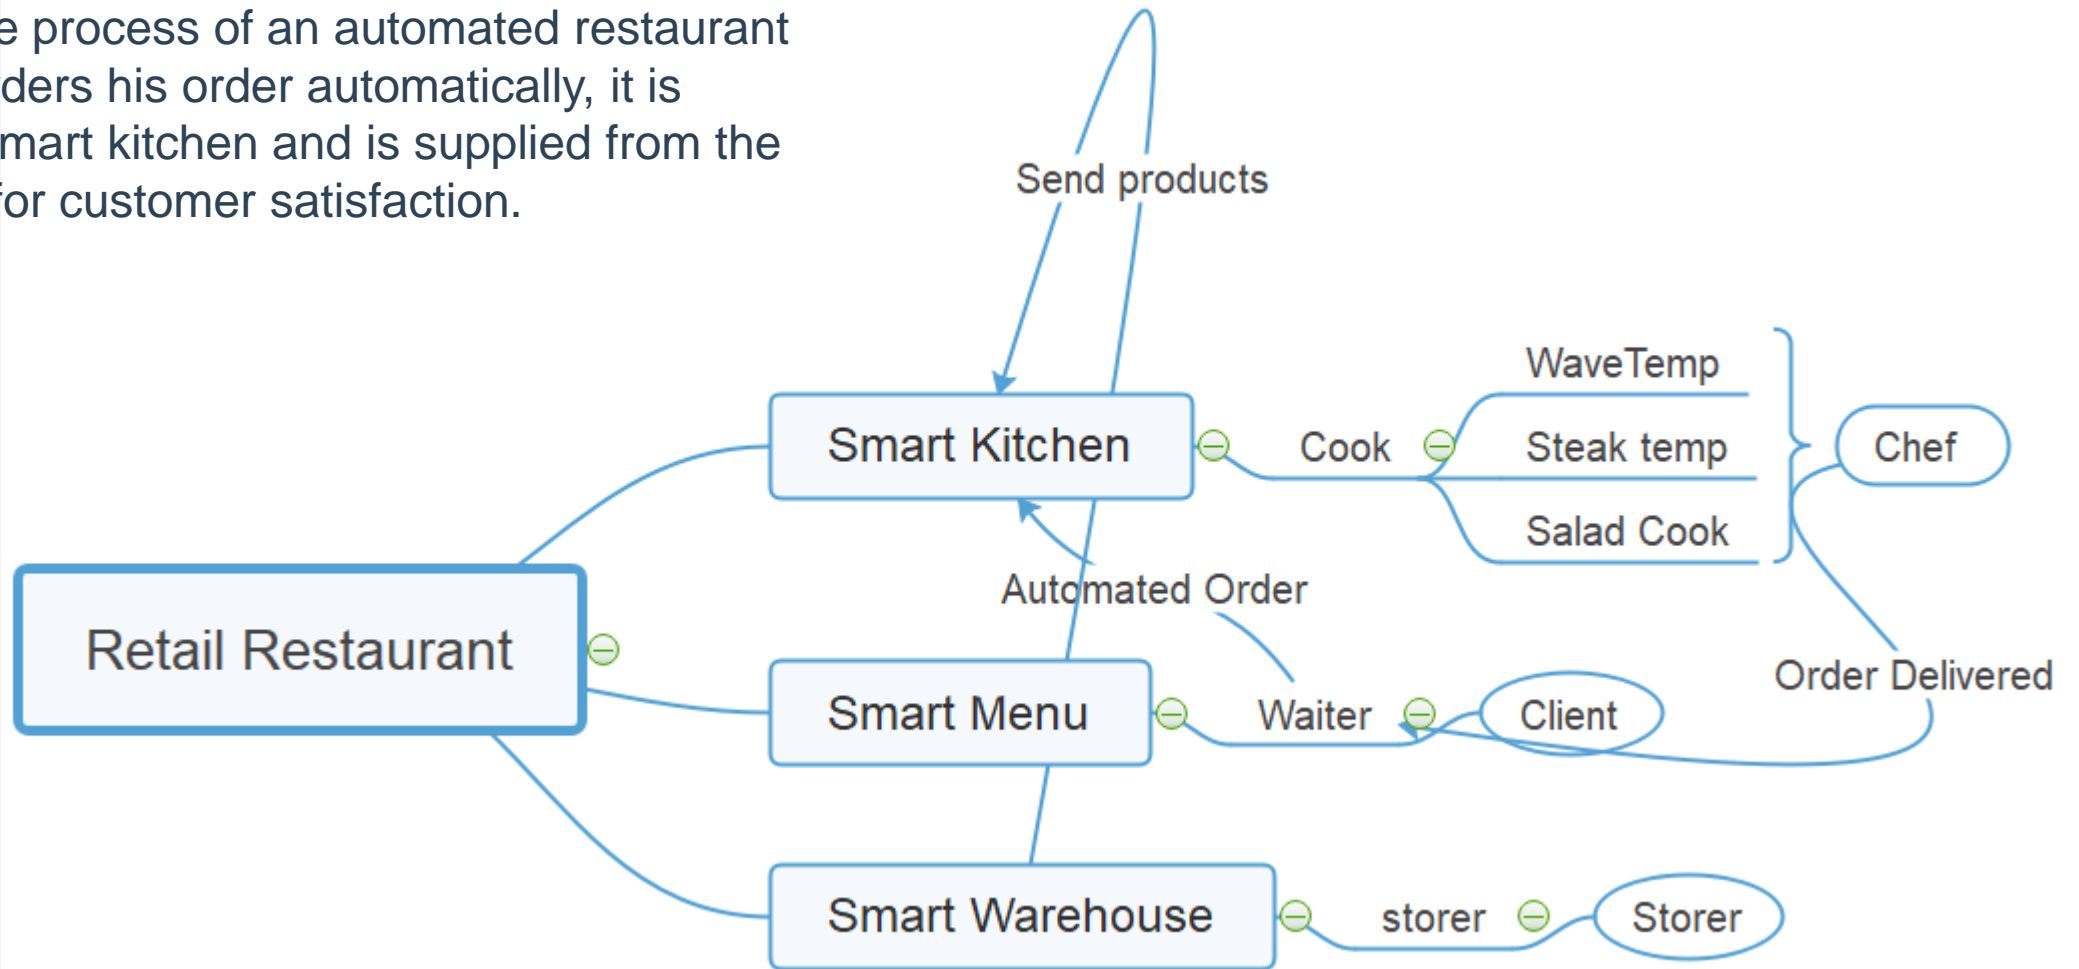 e process of an automated restaurant
ders his order automatically, it is
mart kitchen and is supplied from the
for customer satisfaction.
Send products
WaveTemp
Smart Kitchen
Cook
Steak temp
Chef
Salad Cook
Automated Order
Retail Restaurant
Order Delivered
Smart Menu
Waiter
Client
Smart Warehouse
storer
Storer